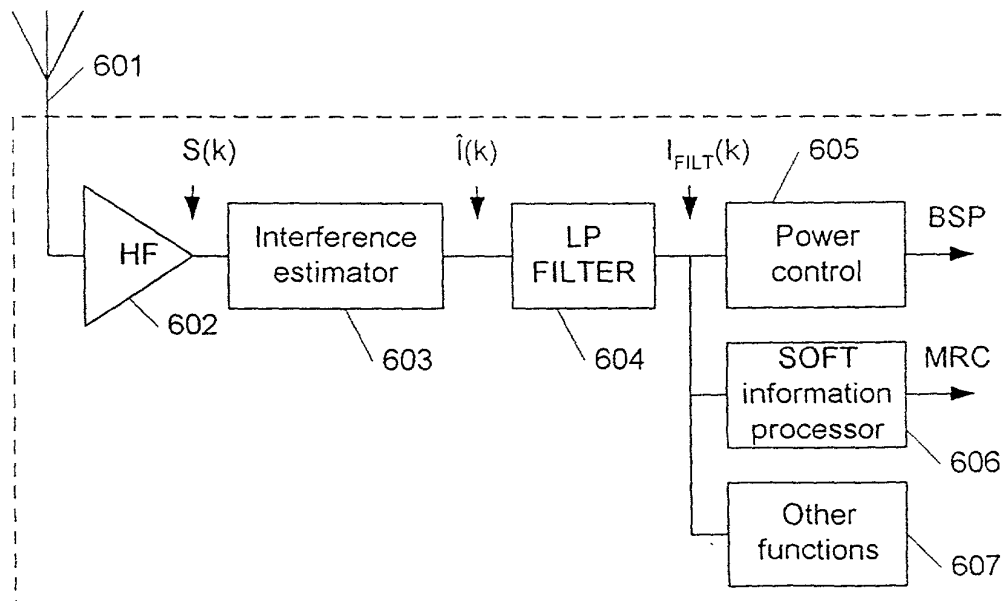 601
S(k)
Î(k)
I_FILT(k)
605
HF
Interference
estimator
LP
FILTER
Power
control
BSP
602
603
604
SOFT
information
processor
MRC
606
Other
functions
607